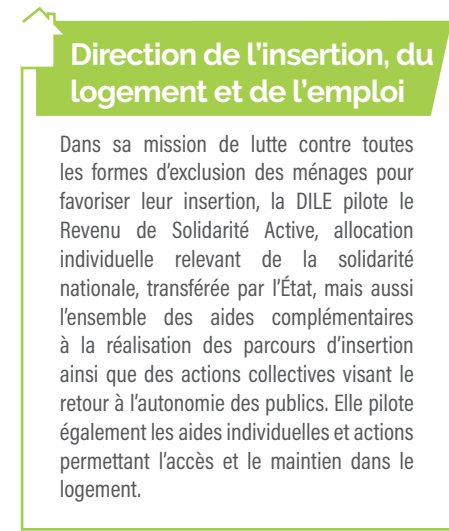 Direction de l’insertion, du
logement et de l’emploi
Dans sa mission de lutte contre toutes
les formes d’exclusion des ménages pour
favoriser leur insertion, la DILE pilote le
Revenu de Solidarité Active, allocation
individuelle relevant de la solidarité
nationale, transférée par l’État, mais aussi
l’ensemble des aides complémentaires
à la réalisation des parcours d’insertion
ainsi que des actions collectives visant le
retour à l’autonomie des publics. Elle pilote
également les aides individuelles et actions
permettant l’accès et le maintien dans le
logement.